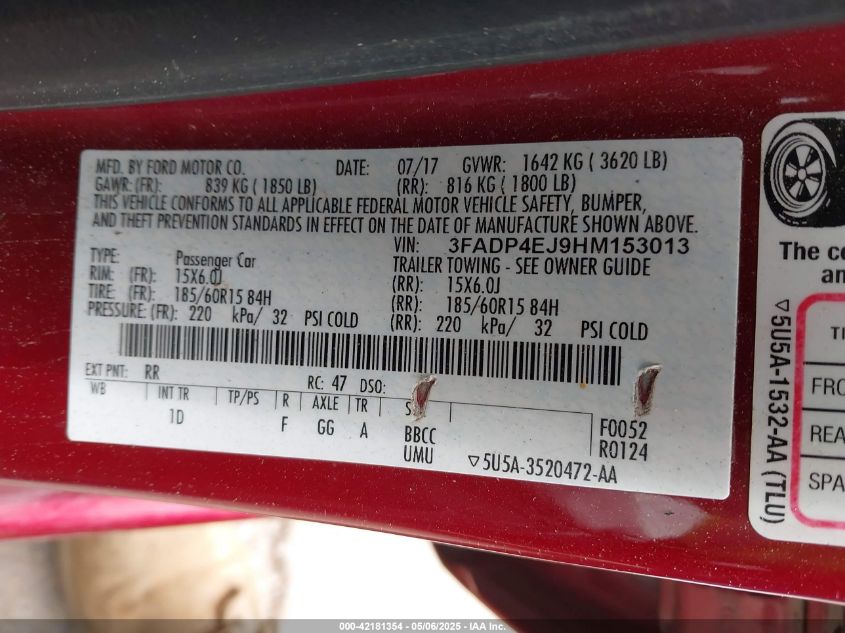 MFD. BY FORD MOTOR CO. DATE: 07/17 GVWR: 1642 KG ( 3620 LB)
GAWR: (FR): 839 KG ( 1850 LB) (RR): 816 KG ( 1800 LB)
THIS VEHICLE CONFORMS TO ALL APPLICABLE FEDERAL MOTOR VEHICLE SAFETY, BUMPER,
AND THEFT PREVENTION STANDARDS IN EFFECT ON THE DATE OF MANUFACTURE SHOWN ABOVE.
VIN: 3FADP4EJ9HM153013
TYPE: Passenger Car TRAILER TOWING - SEE OWNER GUIDE
RIM: (FR): 15X6.0J (RR): 15X6.0J
TIRE: (FR): 185/60R15 84H (RR): 185/60R15 84H
PRESSURE: (FR): 220 kPa/ 32 PSI COLD (RR): 220 kPa/ 32 PSI COLD
EXT PNT: RR RC: 47 DSO:
WB INT TR TP/PS R AXLE TR S
1D F GG A BBCC F0052
UMU R0124
▽5U5A-3520472-AA
The co
an
TI
FRO
REA
SPA
▽5U5A-1532-AA (TLU)
000-42181354 - 05/06/2025 - IAA Inc.